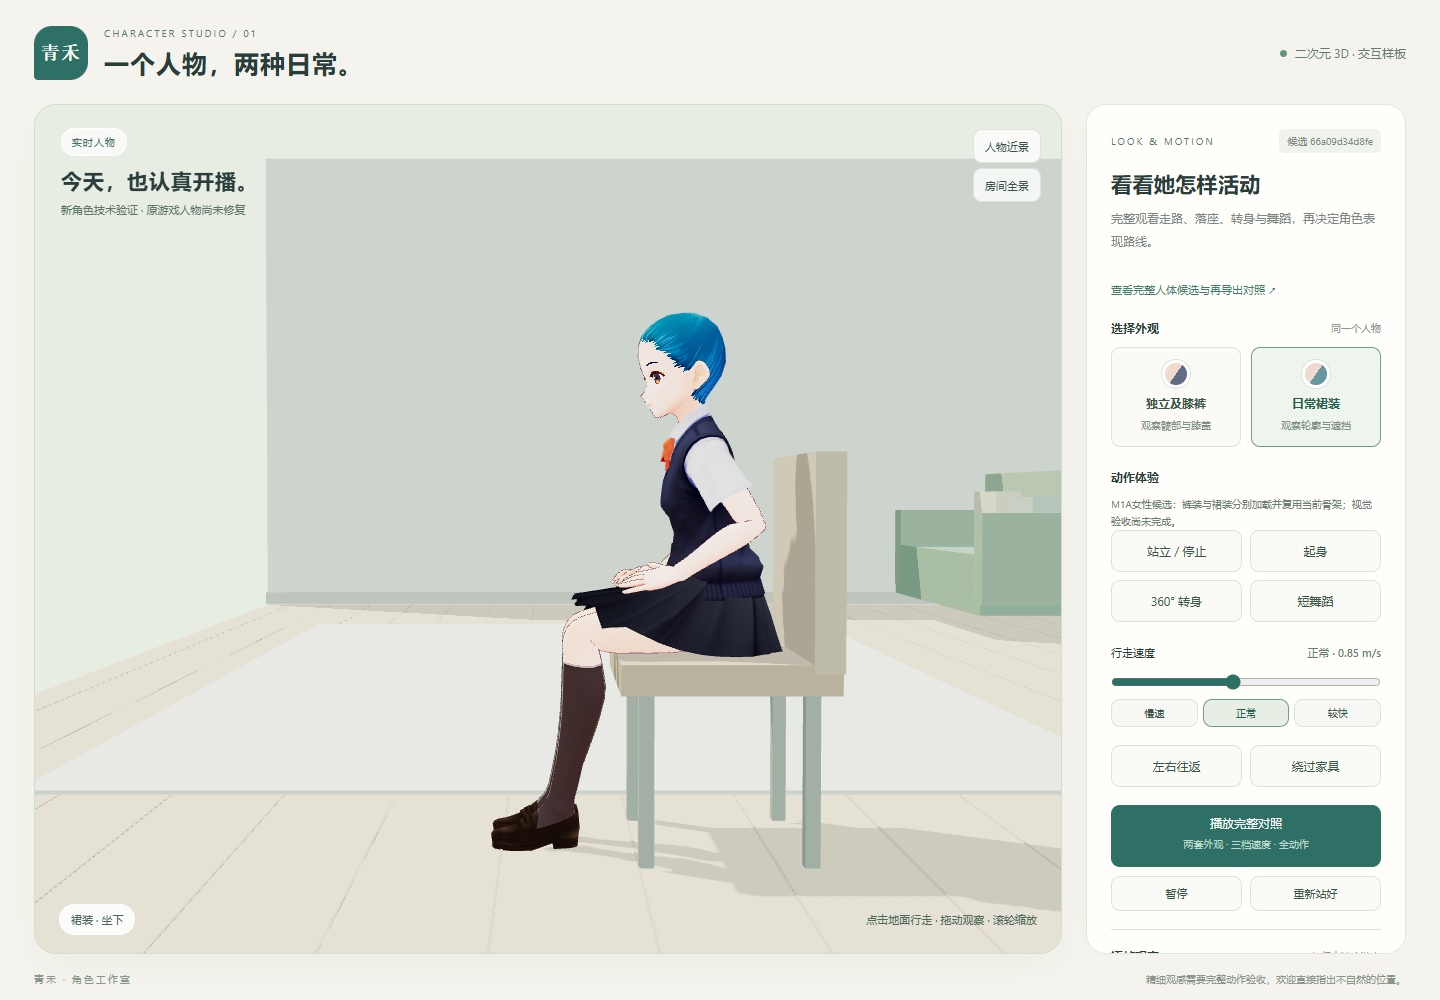 青禾
CHARACTER STUDIO / 01
一个人物，两种日常。
二次元 3D · 交互样板
实时人物
今天，也认真开播。
新角色技术验证 · 原游戏人物尚未修复
人物近景
房间全景
裙装 · 坐下
点击地面行走 · 拖动观察 · 滚轮缩放
LOOK & MOTION
候选 66a09d34d8fe
看看她怎样活动
完整观看走路、落座、转身与舞蹈，再决定角色表
现路线。
查看完整人体候选与再导出对照 ↗
选择外观
同一个人物
独立及膝裤
观察髋部与膝盖
日常裙装
观察轮廓与遮挡
动作体验
M1A女性候选：裤装与裙装分别加载并复用当前骨架；视觉
验收尚未完成。
站立 / 停止
起身
360° 转身
短舞蹈
行走速度
正常 · 0.85 m/s
慢速
正常
较快
左右往返
绕过家具
播放完整对照
两套外观 · 三档速度 · 全动作
暂停
重新站好
青禾 · 角色工作室
精细观感需要完整动作验收，欢迎直接指出不自然的位置。